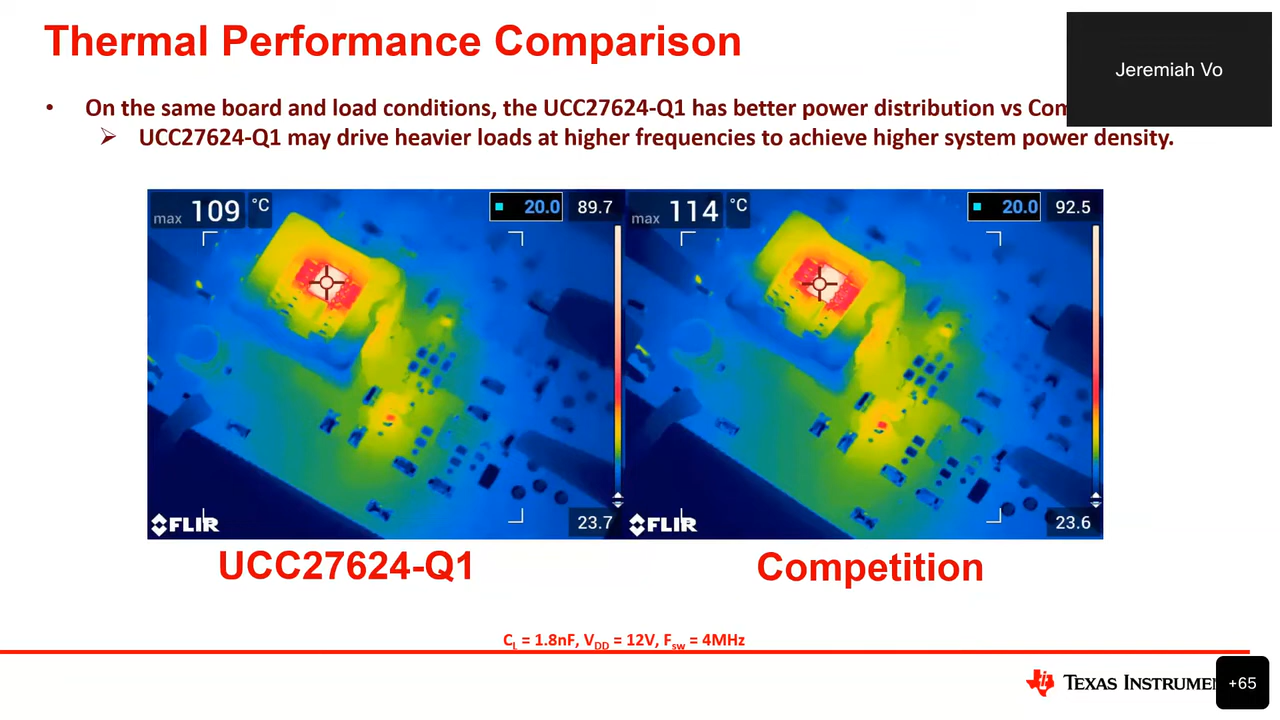 Thermal Performance Comparison
Jeremiah Vo
• On the same board and load conditions, the UCC27624-Q1 has better power distribution vs
➢ UCC27624-Q1 may drive heavier loads at higher frequencies to achieve higher system power density.
max 109 °C
20.0 89.7
max 114 °C
20.0 92.5
FLIR
23.7
FLIR
23.6
UCC27624-Q1
Competition
CL = 1.8nF, VDD = 12V, Fsw = 4MHz
TEXAS
+65